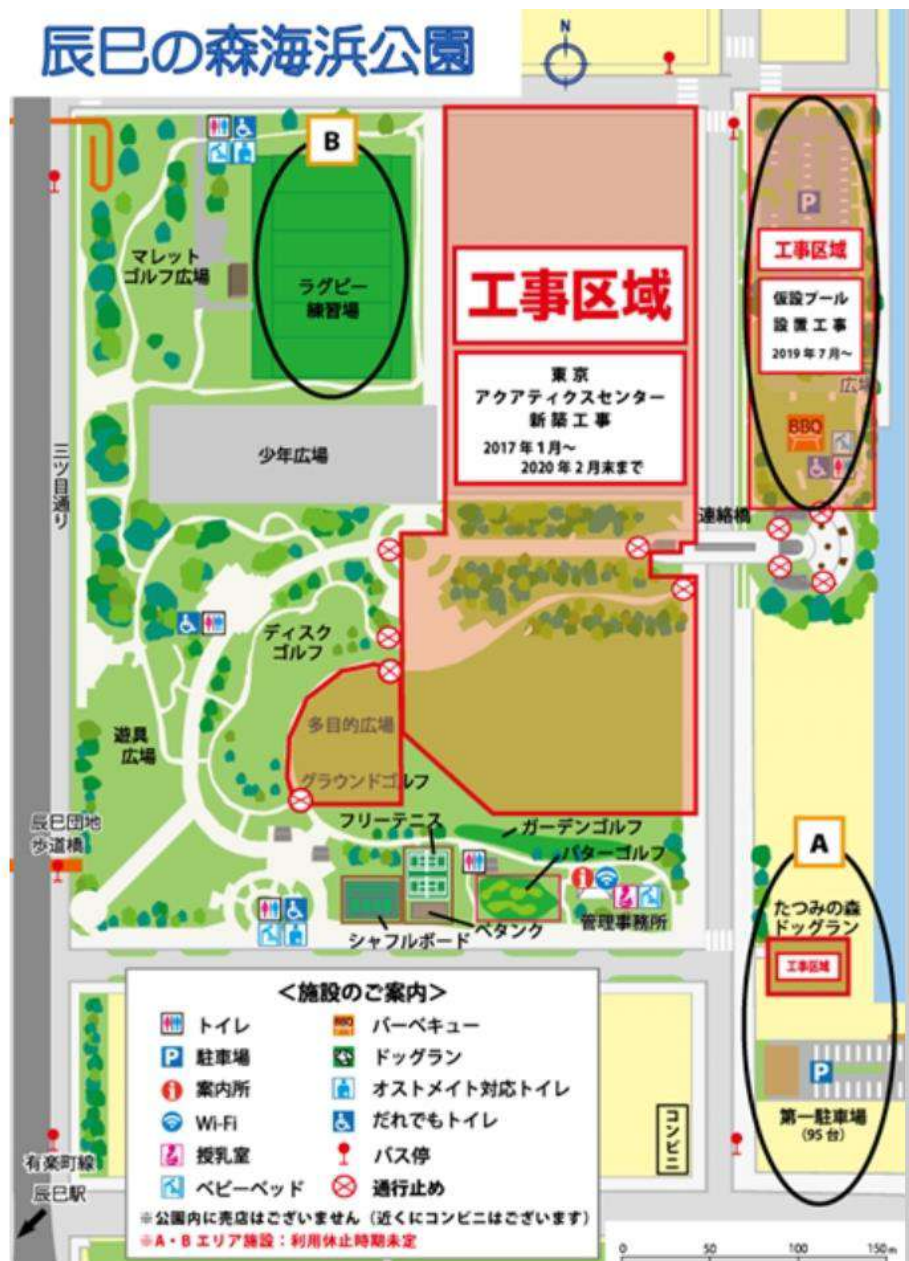 辰巳の森海浜公園
N
B
P
工事区域
マレット
ゴルフ広場
ラグビー
練習場
工事区域
仮設プール
設置工事
2019年7月～
広場
東京
アクアティクスセンター
新築工事
2017年1月～
2020年2月末まで
BBQ
三ツ目通り
少年広場
連絡橋
ディスク
ゴルフ
多目的広場
遊具
広場
グラウンドゴルフ
フリーテニス
ガーデンゴルフ
パターゴルフ
辰巳団地
歩道橋
A
管理事務所
シャフルボード
ペタンク
たつみの森
ドッグラン
工事区域
P
第一駐車場
(95台)
＜施設のご案内＞
トイレ
BBQ
バーベキュー
P
駐車場
ドッグラン
案内所
オストメイト対応トイレ
Wi-Fi
だれでもトイレ
授乳室
バス停
ベビーベッド
通行止め
コンビニ
有楽町線
辰巳駅
※公園内に売店はございません（近くにコンビニはございます）
※A・Bエリア施設：利用休止時期未定
0 50 100 150m